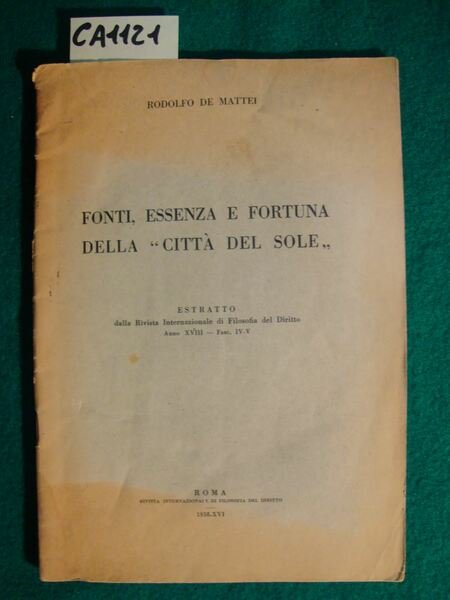 CA1121
RODOLFO DE MATTEI
FONTI, ESSENZA E FORTUNA
DELLA “CITTÀ DEL SOLE„
ESTRATTO
dalla Rivista Internazionale di Filosofia del Diritto
Anno XVIII — Fasc. IV-V
ROMA
RIVISTA INTERNAZIONALE DI FILOSOFIA DEL DIRITTO
1938-XVI